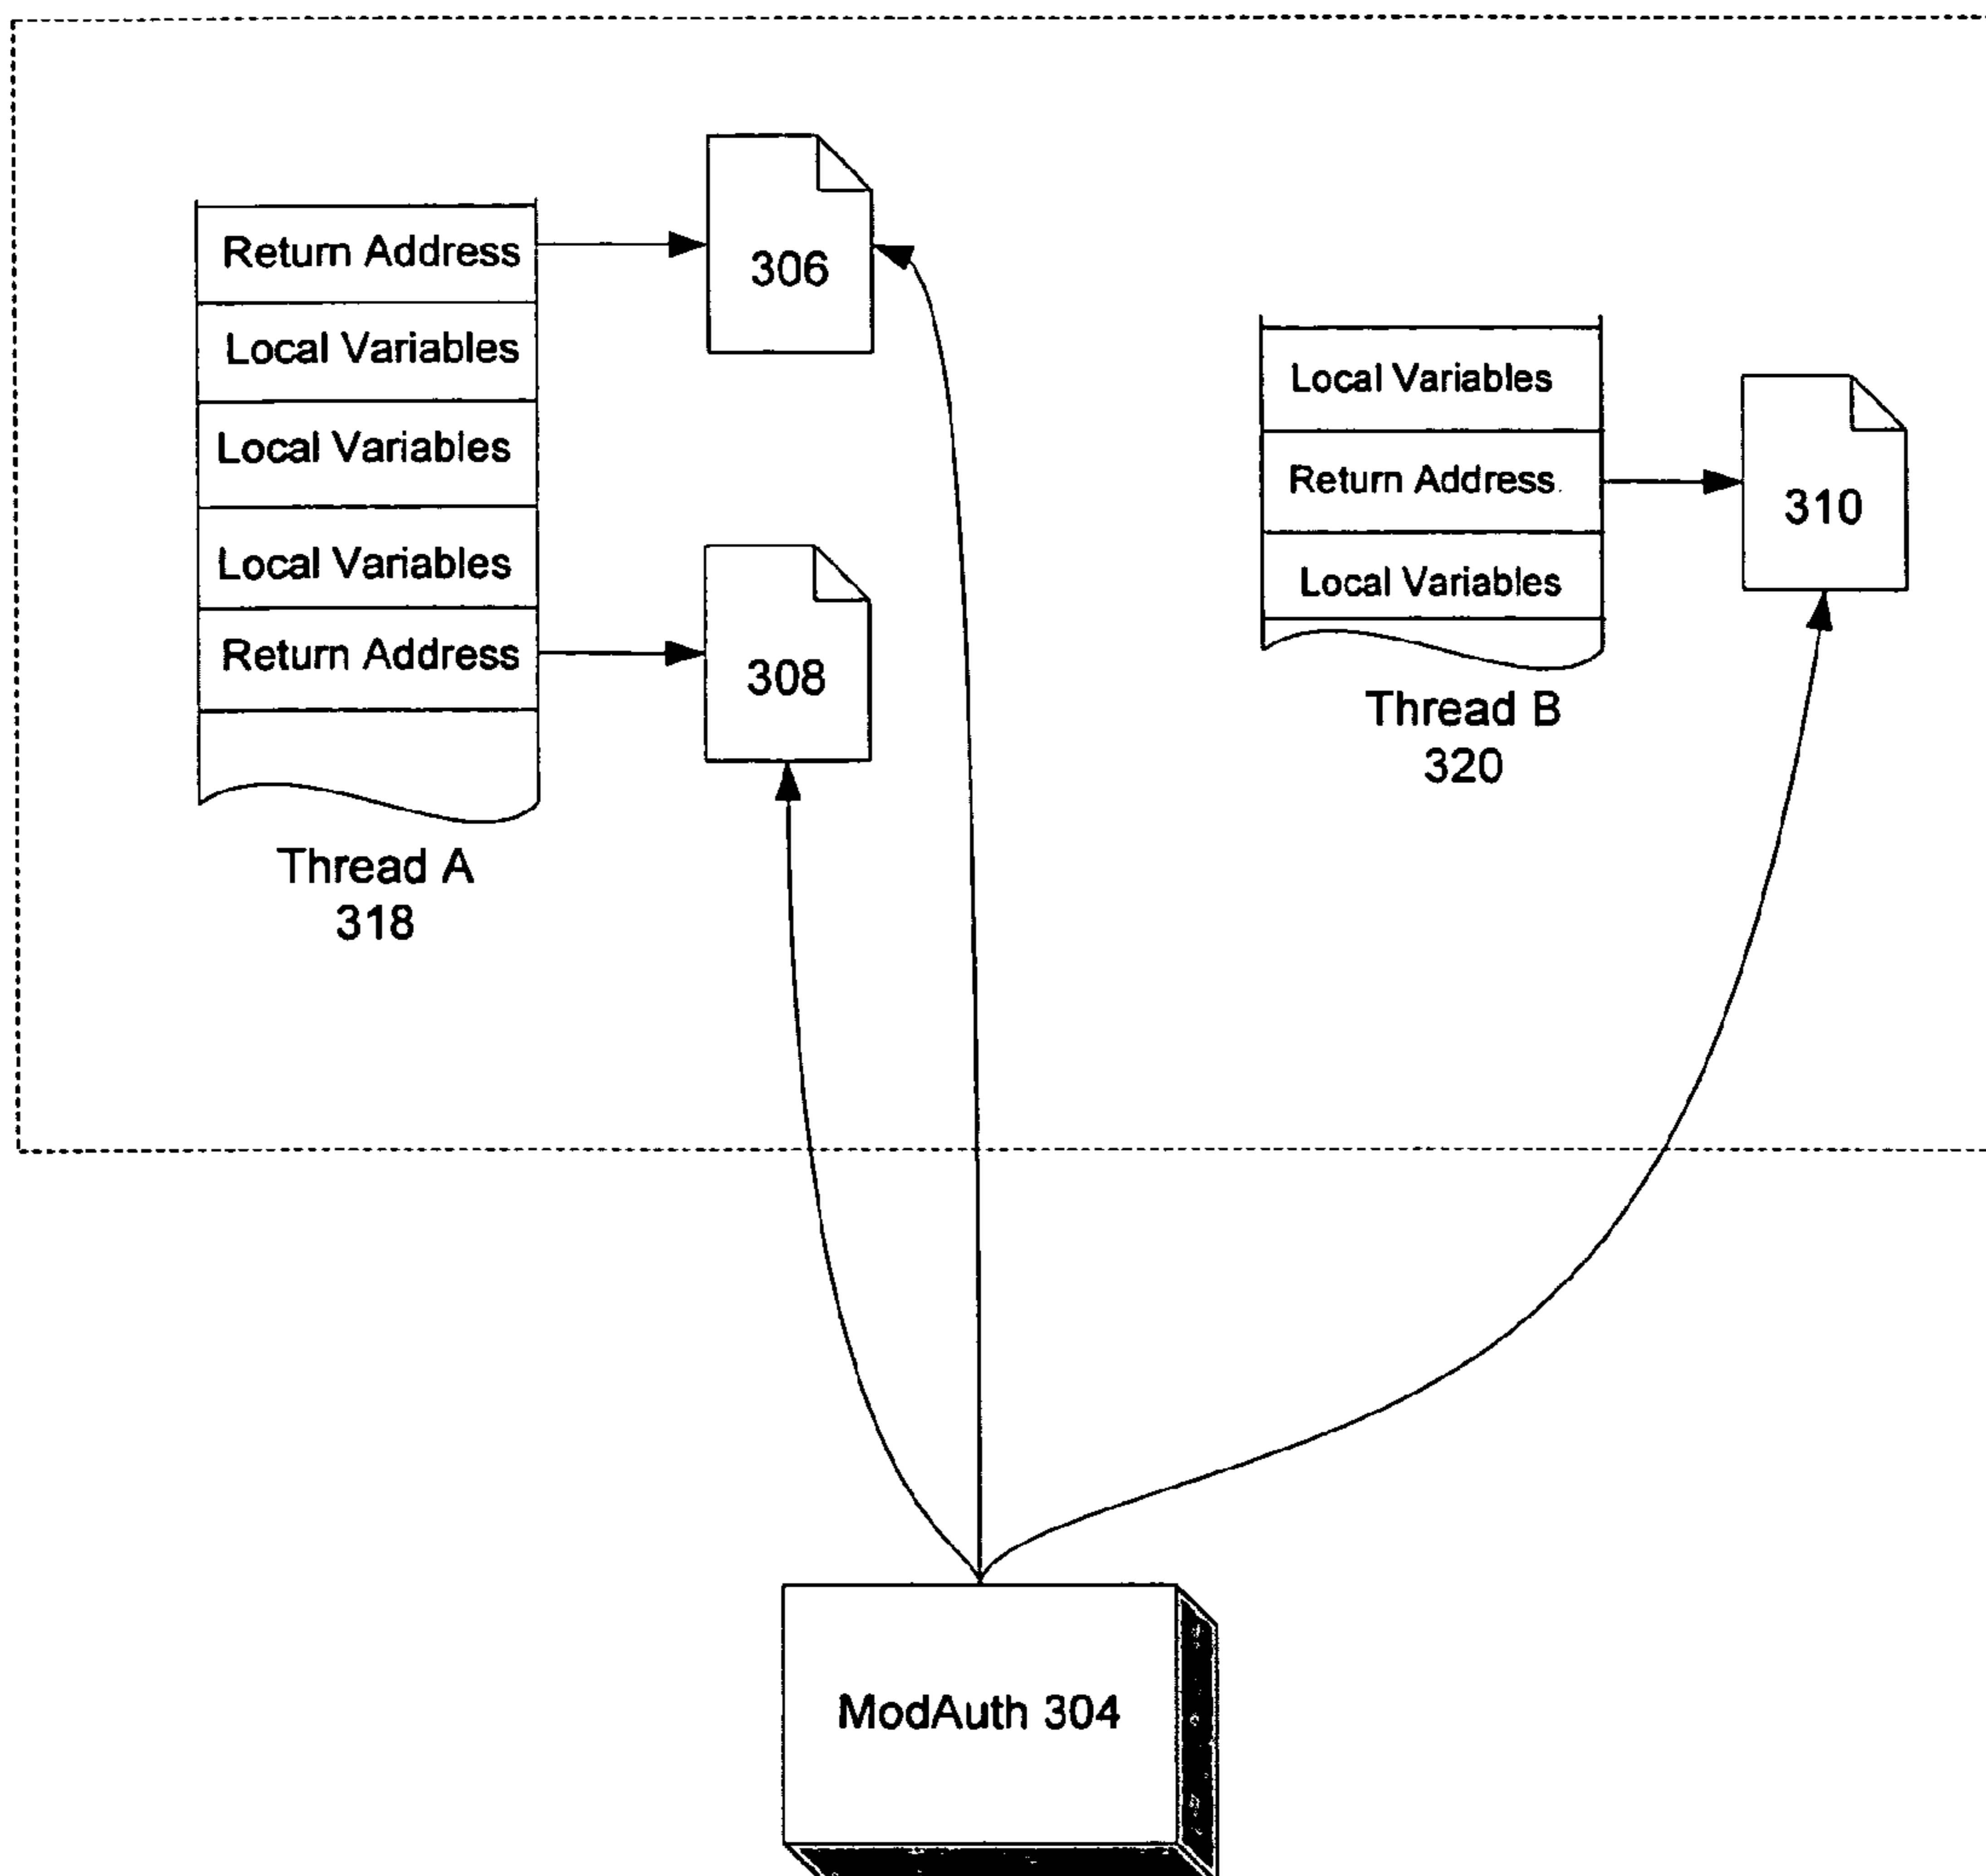 Return Address
Local Variables
Local Variables
Local Variables
Return Address
Thread A
318
306
308
Local Variables
Return Address
Local Variables
Thread B
320
310
ModAuth 304